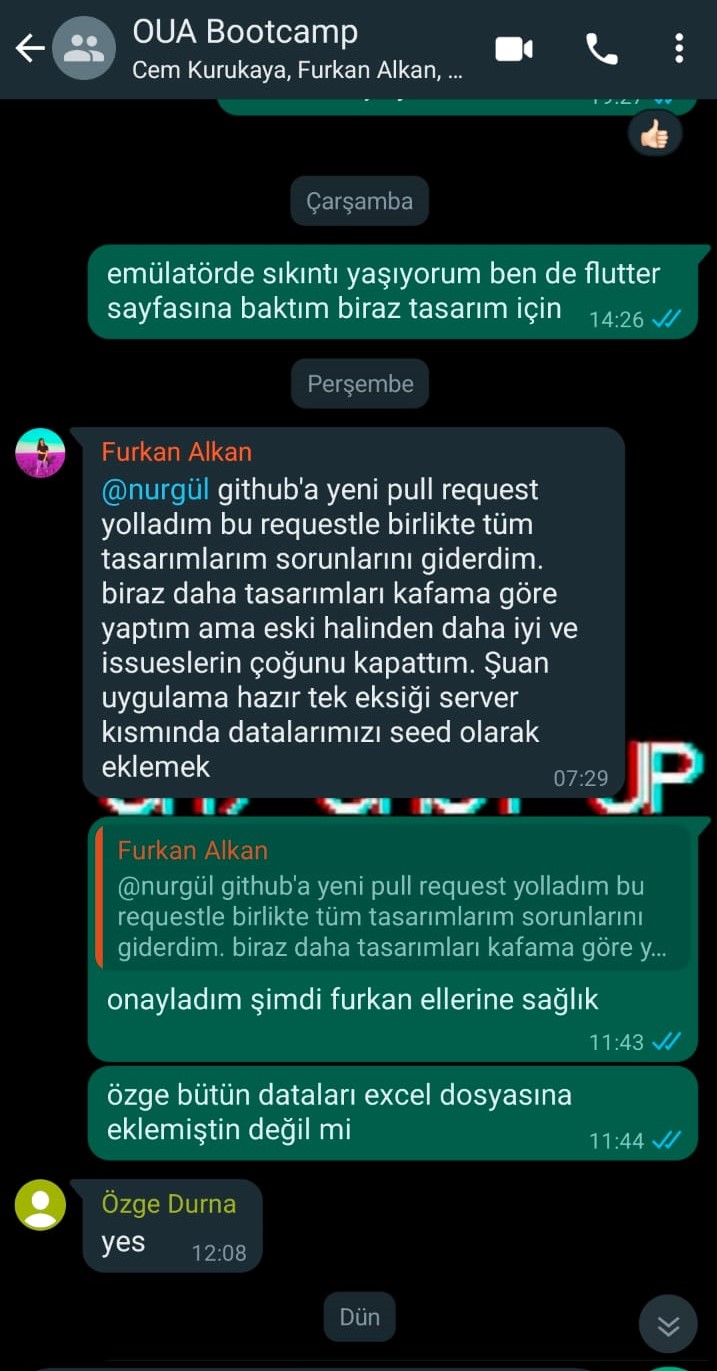 OUA Bootcamp
Cem Kurukaya, Furkan Alkan, ...
19:27
Çarşamba
emülatörde sıkıntı yaşıyorum ben de flutter
sayfasına baktım biraz tasarım için
14:26
Perşembe
Furkan Alkan
@nurgül github'a yeni pull request
yolladım bu requestle birlikte tüm
tasarımlarım sorunlarını giderdim.
biraz daha tasarımları kafama göre
yaptım ama eski halinden daha iyi ve
issueslerin çoğunu kapattım. Şuan
uygulama hazır tek eksiği server
kısmında datalarımızı seed olarak
eklemek
07:29
UP
Furkan Alkan
@nurgül github'a yeni pull request yolladım bu
requestle birlikte tüm tasarımlarım sorunlarını
giderdim. biraz daha tasarımları kafama göre y...
onayladım şimdi furkan ellerine sağlık
11:43
özge bütün dataları excel dosyasına
eklemiştin değil mi
11:44
Özge Durna
yes
12:08
Dün